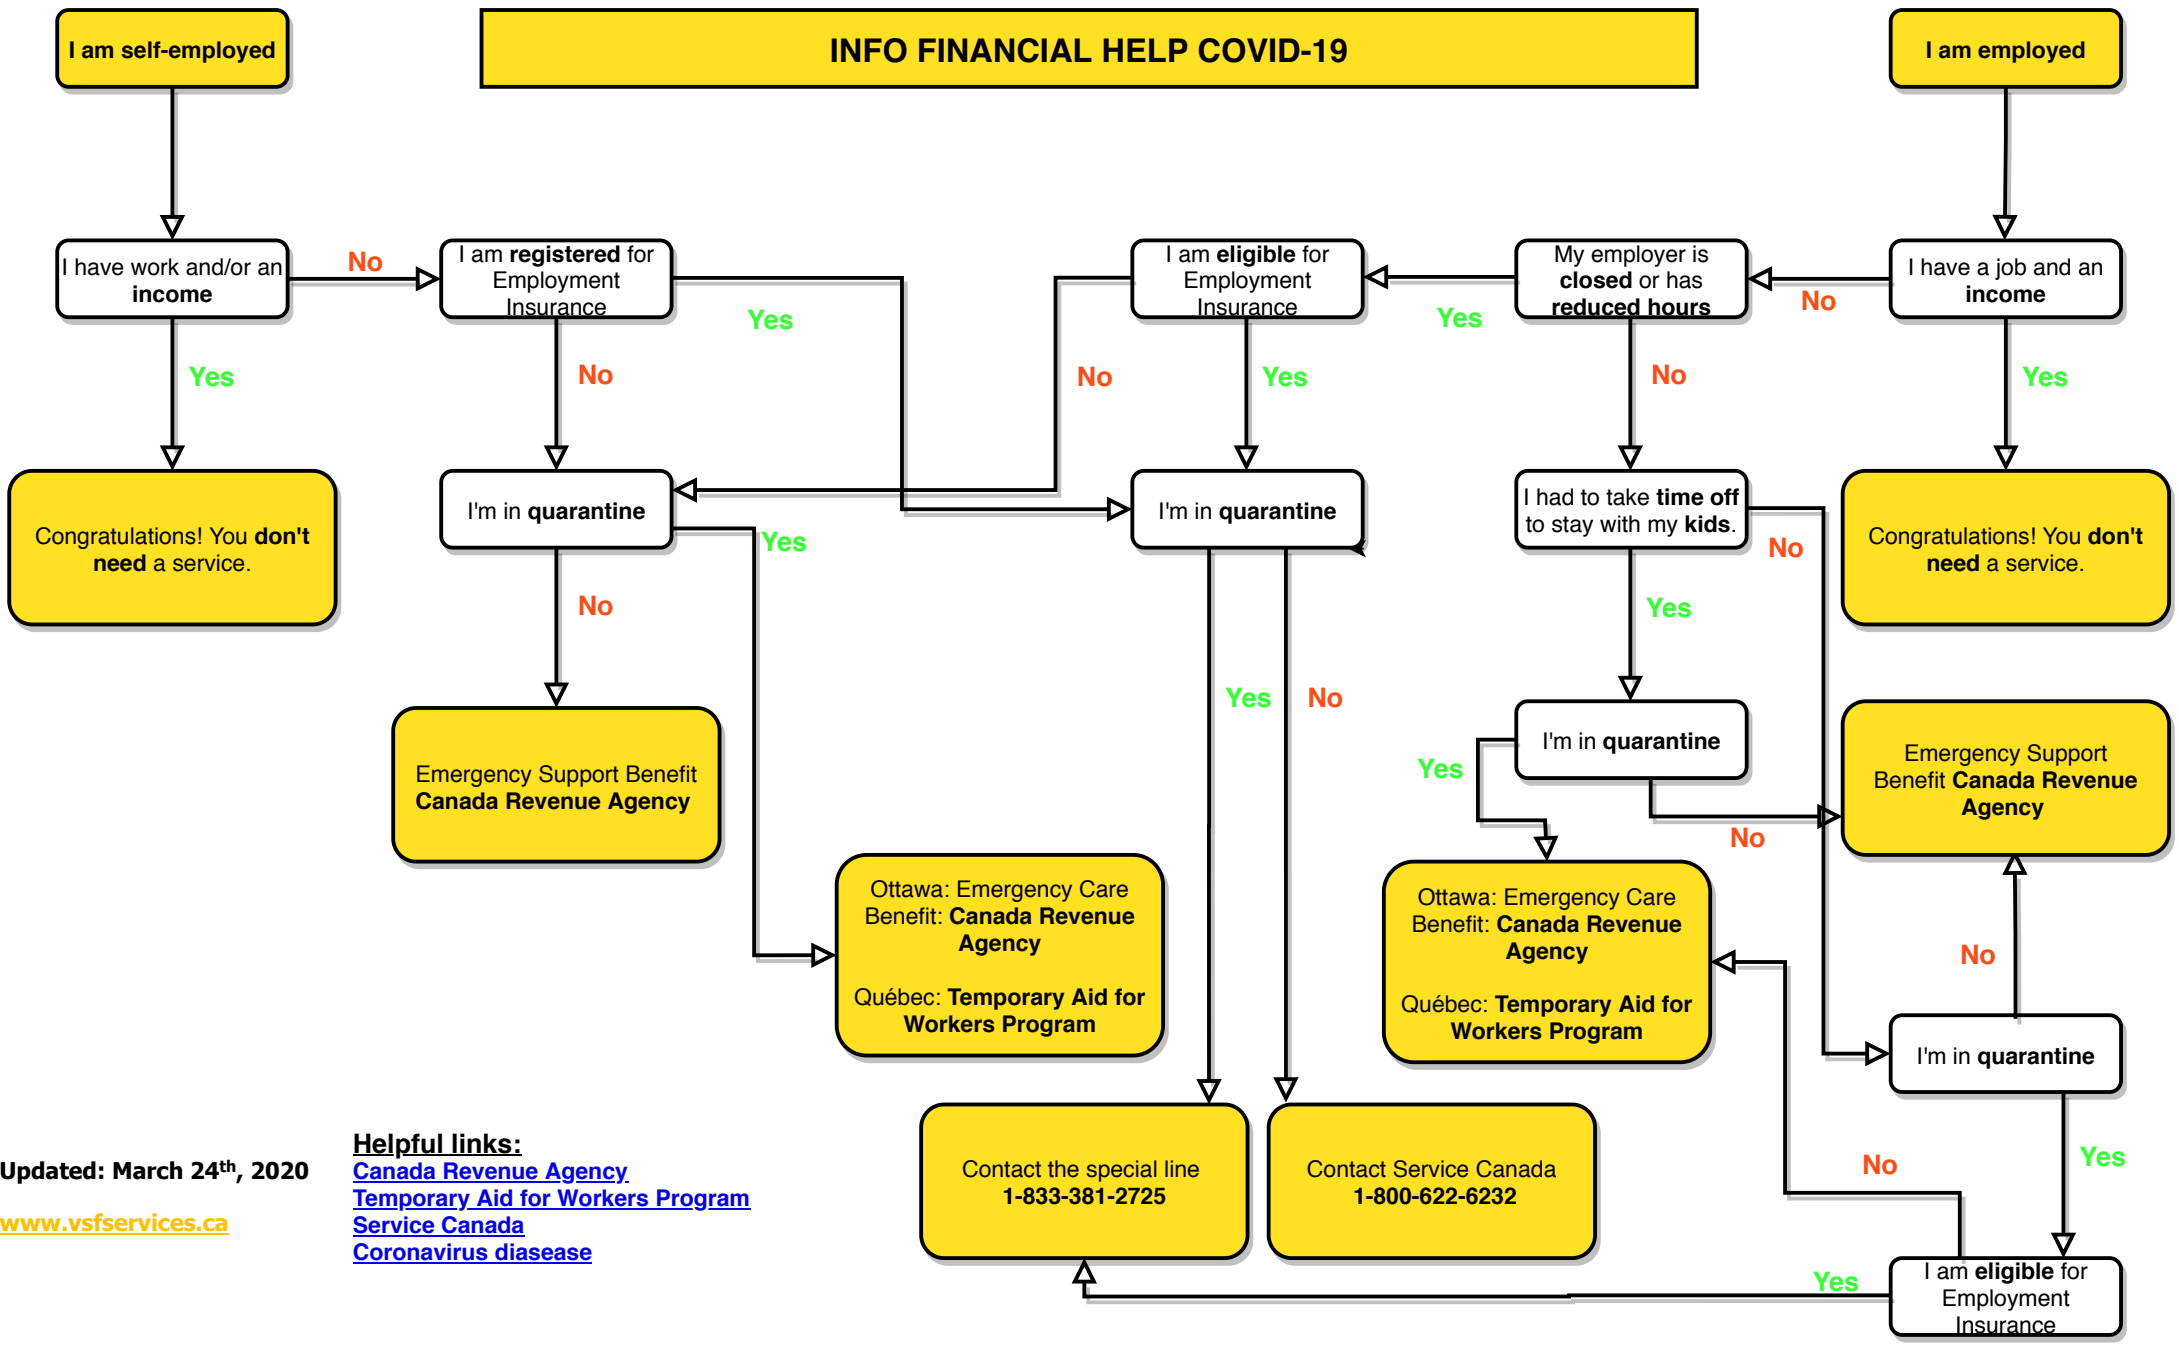 I am self-employed
INFO FINANCIAL HELP COVID-19
I am employed
I have work and/or an
income
No
I am registered for
Employment
Insurance
Yes
I am eligible for
Employment
Insurance
Yes
My employer is
closed or has
reduced hours
No
I have a job and an
income
Yes
No
No
Yes
No
Yes
Congratulations! You don't
need a service.
I'm in quarantine
Yes
I'm in quarantine
I had to take time off
to stay with my kids.
No
Congratulations! You don't
need a service.
No
Yes
Yes
No
Emergency Support Benefit
Canada Revenue Agency
I'm in quarantine
Yes
No
Emergency Support
Benefit Canada Revenue
Agency
Ottawa: Emergency Care
Benefit: Canada Revenue
Agency
Québec: Temporary Aid for
Workers Program
Ottawa: Emergency Care
Benefit: Canada Revenue
Agency
Québec: Temporary Aid for
Workers Program
No
I'm in quarantine
Yes
No
Contact the special line
1-833-381-2725
Contact Service Canada
1-800-622-6232
Yes
I am eligible for
Employment
Insurance
Updated: March 24th, 2020
www.vsfservices.ca
Helpful links:
Canada Revenue Agency
Temporary Aid for Workers Program
Service Canada
Coronavirus diasease